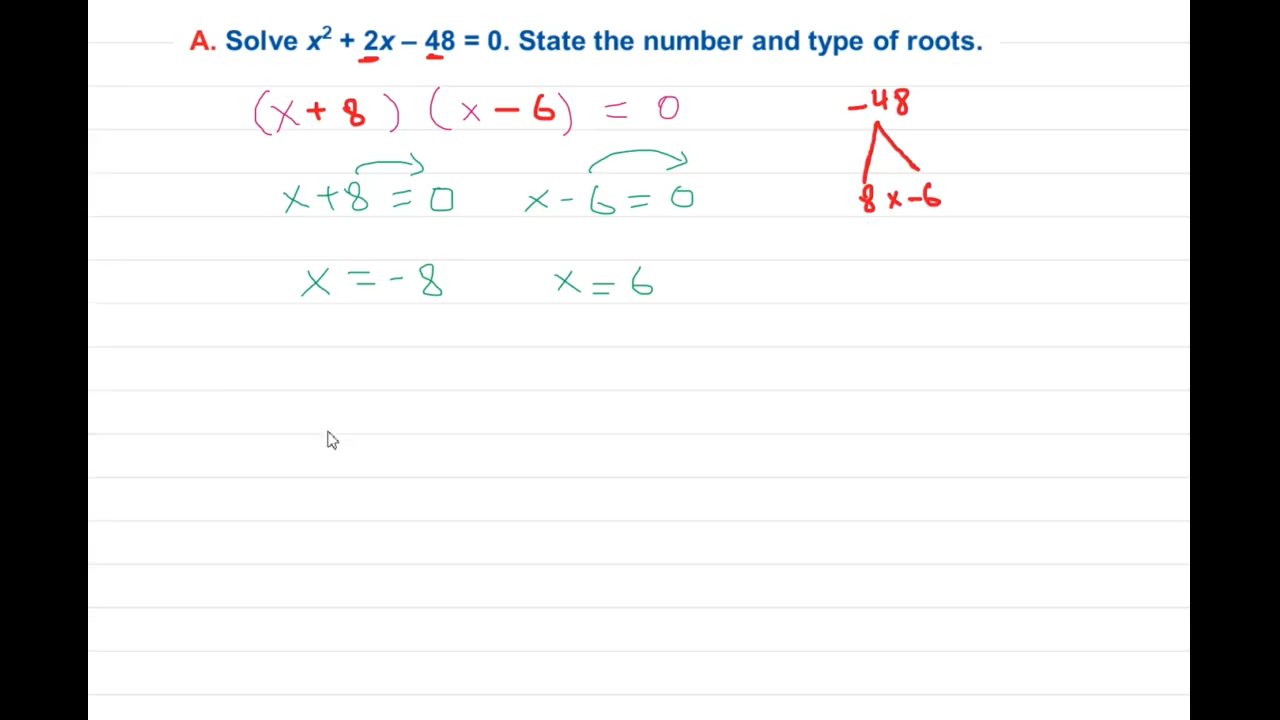 A. Solve x² + 2x – 48 = 0. State the number and type of roots.
(x + 8) (x - 6) = 0
-48
8 x -6
x + 8 = 0 x - 6 = 0
x = -8 x = 6